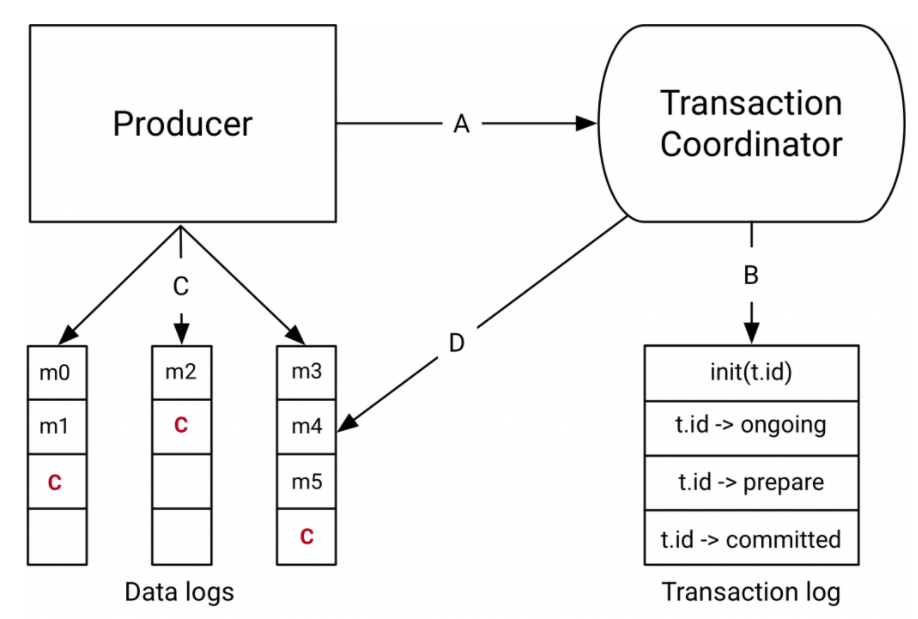 Producer
A
Transaction
Coordinator
C
B
D
m0
m1
C
m2
C
m3
m4
m5
C
init(t.id)
t.id -> ongoing
t.id -> prepare
t.id -> committed
Data logs
Transaction log